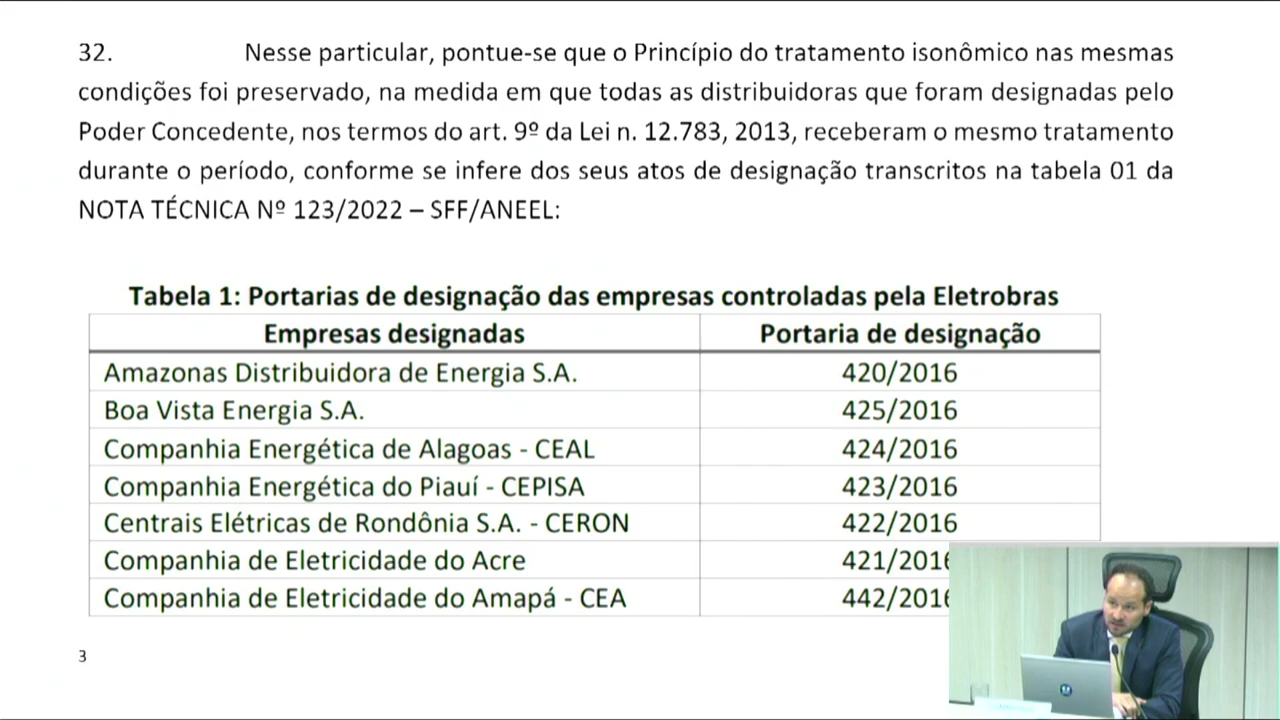 32. Nesse particular, pontue-se que o Princípio do tratamento isonômico nas mesmas
condições foi preservado, na medida em que todas as distribuidoras que foram designadas pelo
Poder Concedente, nos termos do art. 9º da Lei n. 12.783, 2013, receberam o mesmo tratamento
durante o período, conforme se infere dos seus atos de designação transcritos na tabela 01 da
NOTA TÉCNICA Nº 123/2022 – SFF/ANEEL:
Tabela 1: Portarias de designação das empresas controladas pela Eletrobras
Empresas designadas Portaria de designação
Amazonas Distribuidora de Energia S.A. 420/2016
Boa Vista Energia S.A. 425/2016
Companhia Energética de Alagoas - CEAL 424/2016
Companhia Energética do Piauí - CEPISA 423/2016
Centrais Elétricas de Rondônia S.A. - CERON 422/2016
Companhia de Eletricidade do Acre 421/2016
Companhia de Eletricidade do Amapá - CEA 442/2016
3